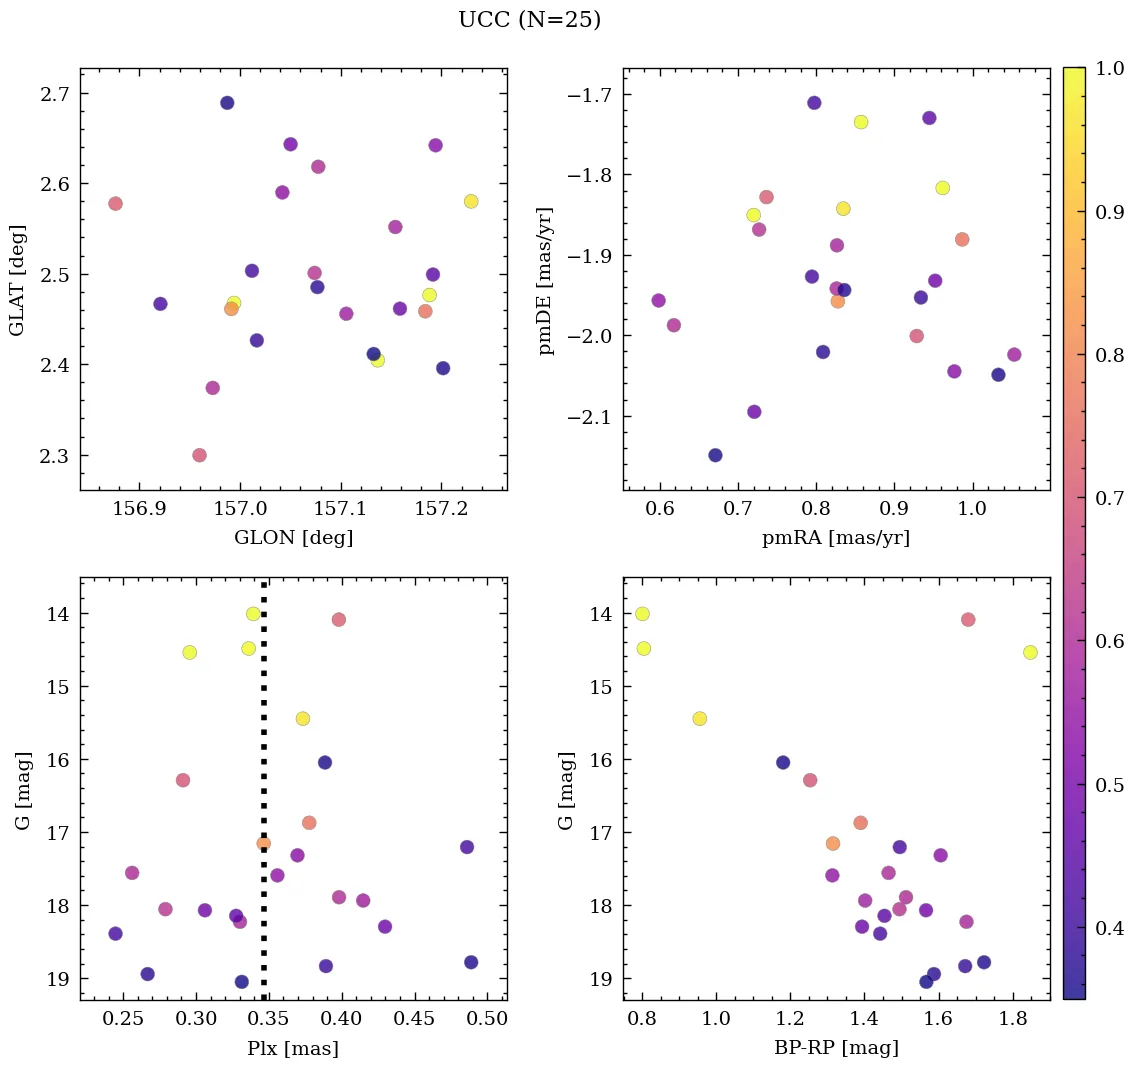 UCC (N=25)
2.7
2.6
2.5
2.4
2.3
GLAT [deg]
156.9 157.0 157.1 157.2
GLON [deg]
−1.7
−1.8
−1.9
−2.0
−2.1
pmDE [mas/yr]
0.6 0.7 0.8 0.9 1.0
pmRA [mas/yr]
14
15
16
17
18
19
G [mag]
0.25 0.30 0.35 0.40 0.45 0.50
Plx [mas]
14
15
16
17
18
19
G [mag]
0.8 1.0 1.2 1.4 1.6 1.8
BP-RP [mag]
1.0
0.9
0.8
0.7
0.6
0.5
0.4